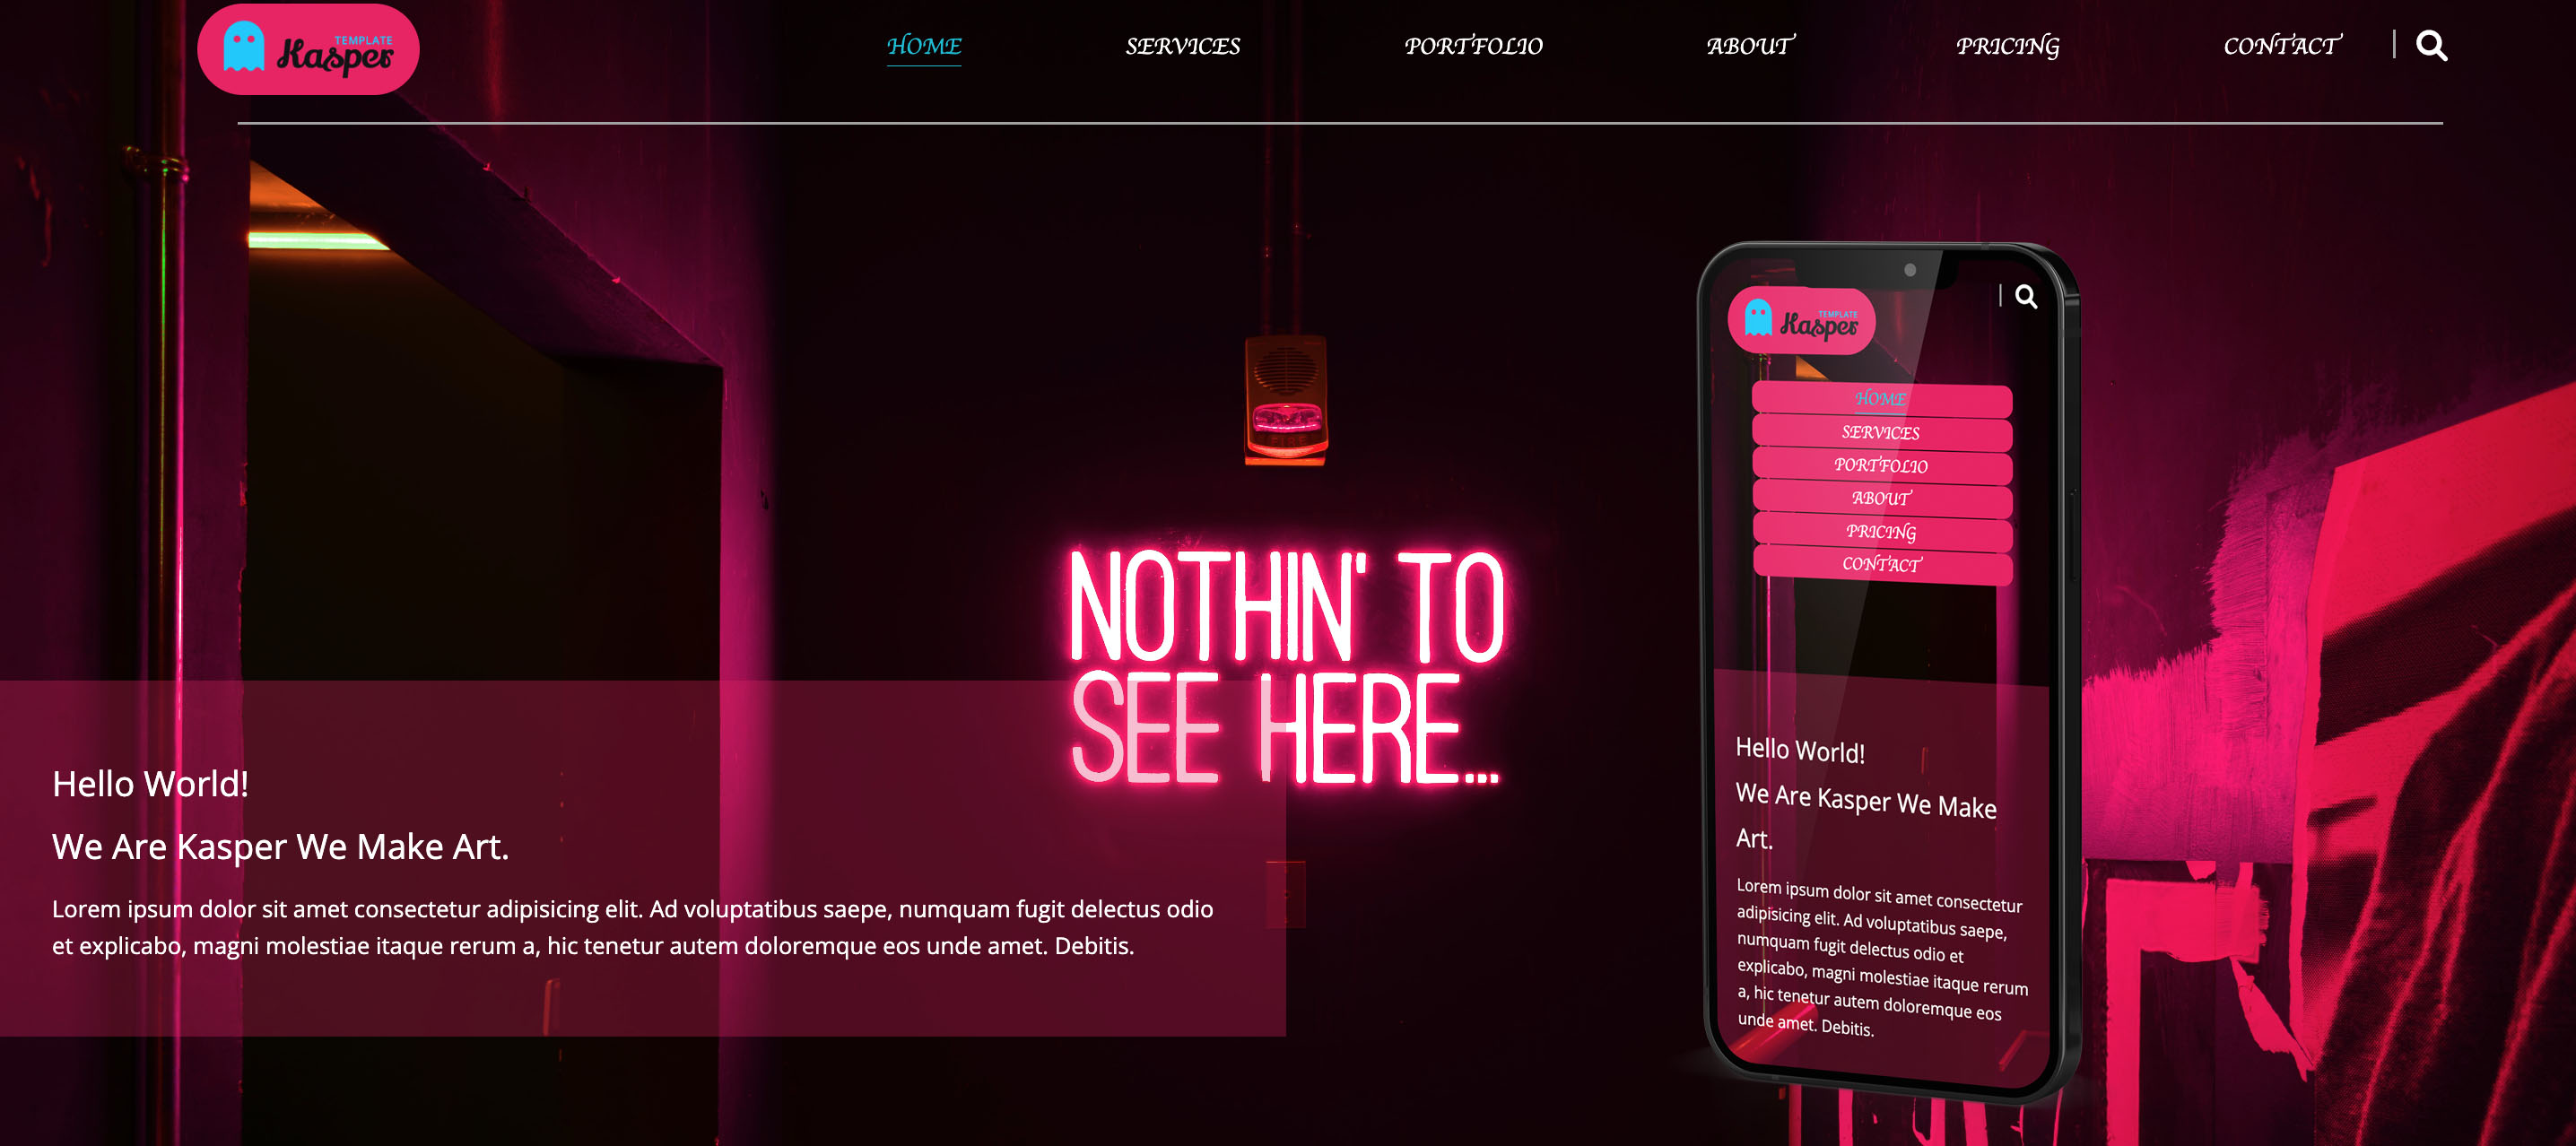 TEMPLATE
Kasper
HOME SERVICES PORTFOLIO ABOUT PRICING CONTACT
NOTHIN' TO
SEE HERE...
Hello World!
We Are Kasper We Make Art.
Lorem ipsum dolor sit amet consectetur adipisicing elit. Ad voluptatibus saepe, numquam fugit delectus odio
et explicabo, magni molestiae itaque rerum a, hic tenetur autem doloremque eos unde amet. Debitis.
TEMPLATE
Kasper
HOME
SERVICES
PORTFOLIO
ABOUT
PRICING
CONTACT
Hello World!
We Are Kasper We Make
Art.
Lorem ipsum dolor sit amet consectetur
adipisicing elit. Ad voluptatibus saepe,
numquam fugit delectus odio et
explicabo, magni molestiae itaque rerum
a, hic tenetur autem doloremque eos
unde amet. Debitis.